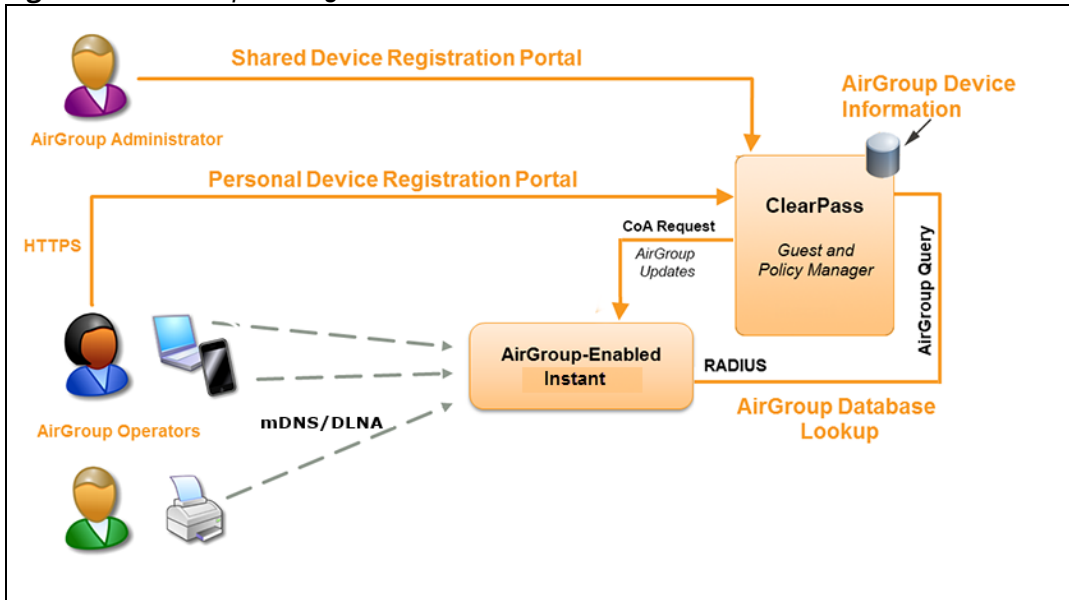 Shared Device Registration Portal
AirGroup Device
Information
AirGroup Administrator
Personal Device Registration Portal
ClearPass
CoA Request
HTTPS
AirGroup
Updates
Guest and
Policy Manager
AirGroup Query
AirGroup-Enabled
Instant
RADIUS
AirGroup Database
Lookup
mDNS/DLNA
AirGroup Operators